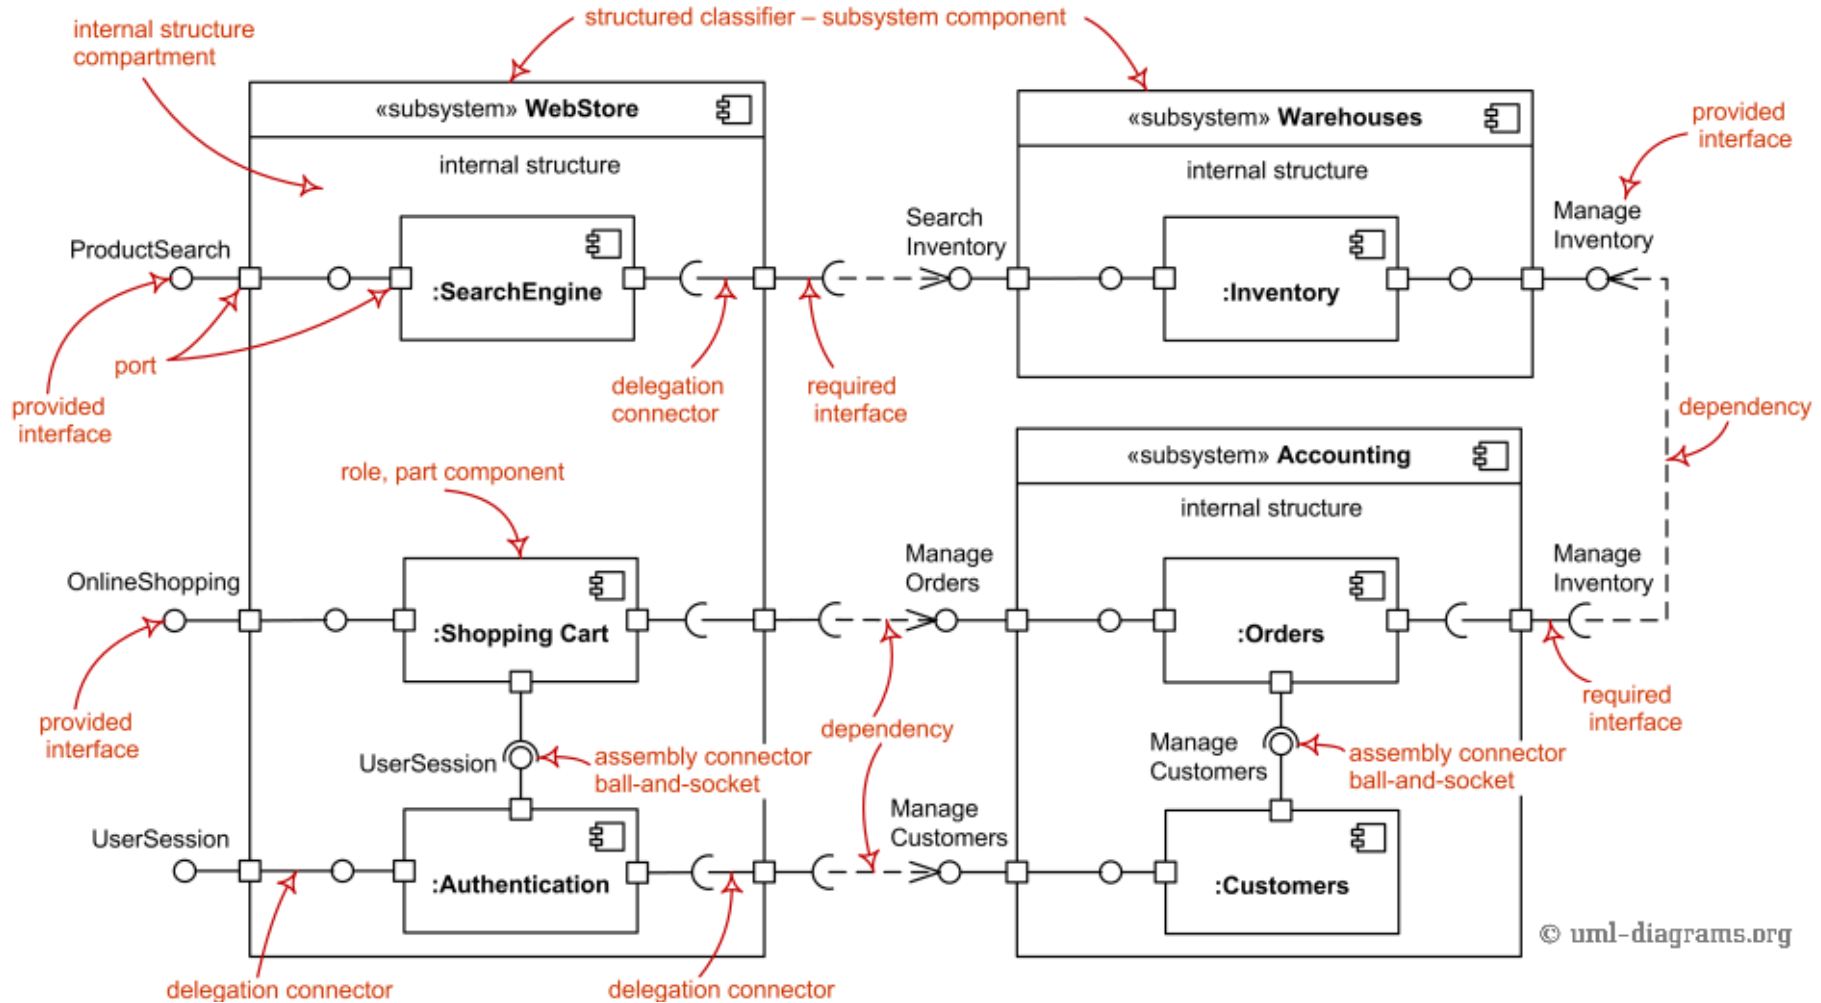 structured classifier – subsystem component
internal structure
compartment
«subsystem» WebStore
internal structure
«subsystem» Warehouses
internal structure
provided
interface
ProductSearch
:SearchEngine
Search
Inventory
:Inventory
Manage
Inventory
port
provided
interface
delegation
connector
required
interface
dependency
role, part component
«subsystem» Accounting
internal structure
OnlineShopping
:Shopping Cart
Manage
Orders
:Orders
Manage
Inventory
provided
interface
required
interface
dependency
UserSession
assembly connector
ball-and-socket
Manage
Customers
assembly connector
ball-and-socket
UserSession
:Authentication
Manage
Customers
:Customers
delegation connector
delegation connector
© uml-diagrams.org